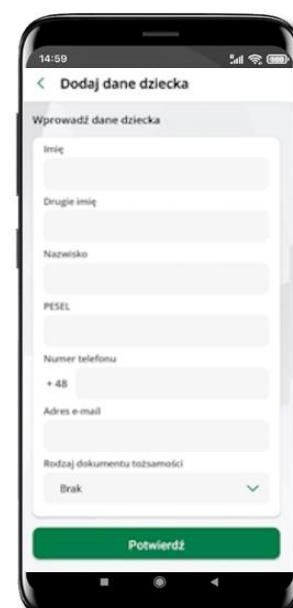 14:59
Dodaj dane dziecka
Wprowadź dane dziecka
Imię
Drugie imię
Nazwisko
PESEL
Numer telefonu
+ 48
Adres e-mail
Rodzaj dokumentu tożsamości
Brak
Potwierdź